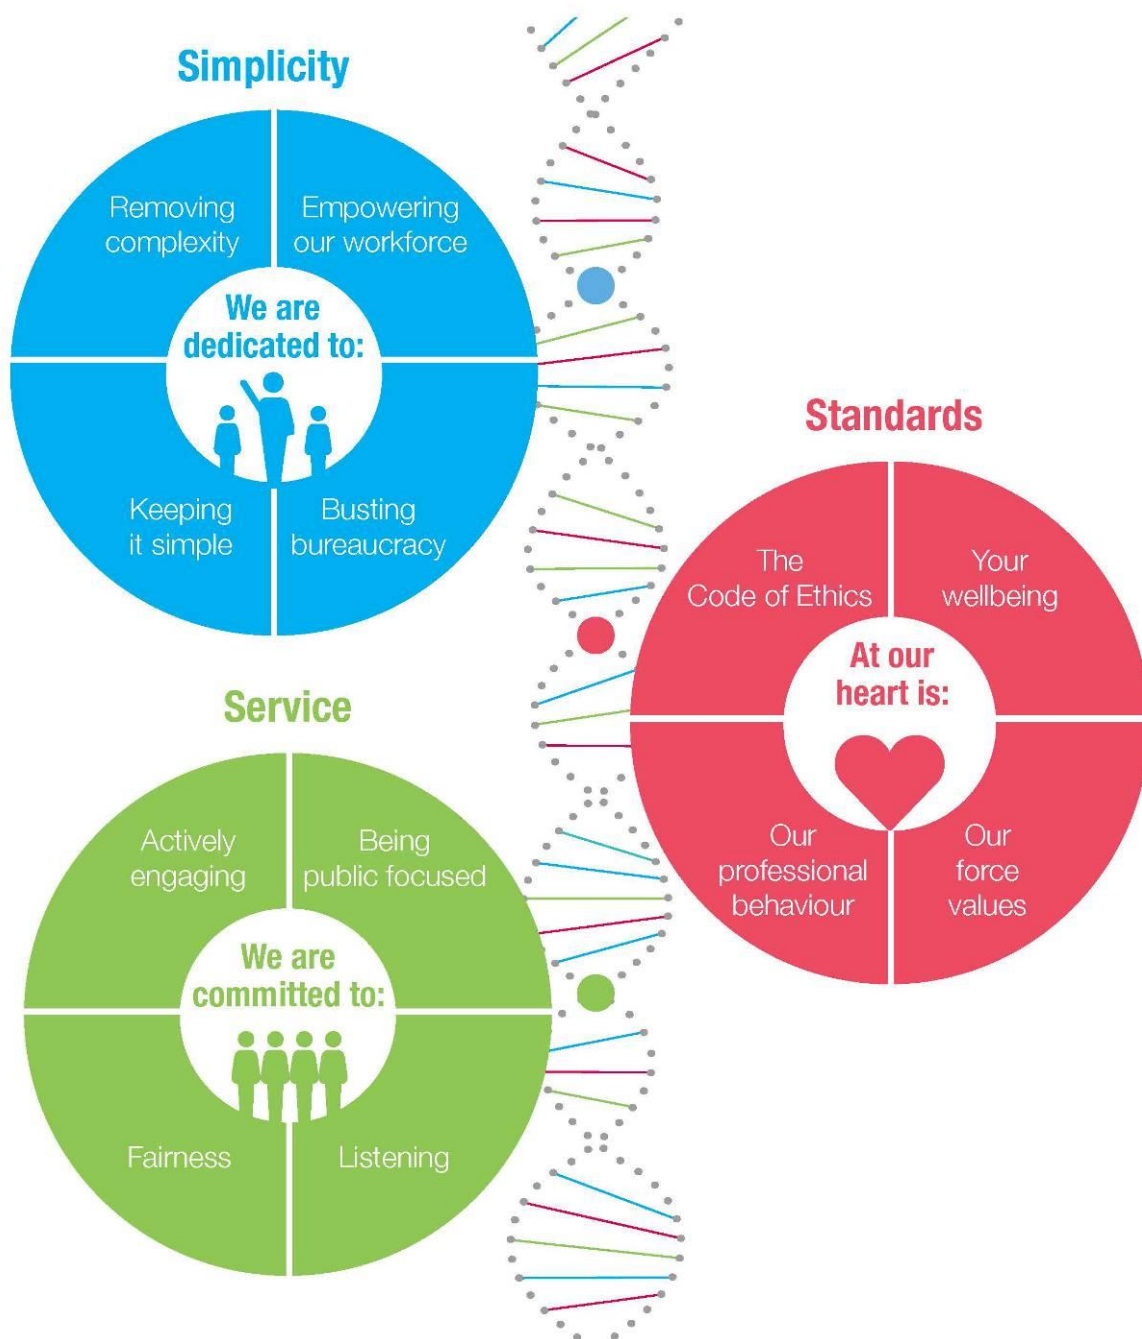 Simplicity
Removing
complexity
Empowering
our workforce
We are
dedicated to:
Keeping
it simple
Busting
bureaucracy
Standards
The
Code of Ethics
Your
wellbeing
At our
heart is:
Our
professional
behaviour
Our
force
values
Service
Actively
engaging
Being
public focused
We are
committed to:
Fairness
Listening